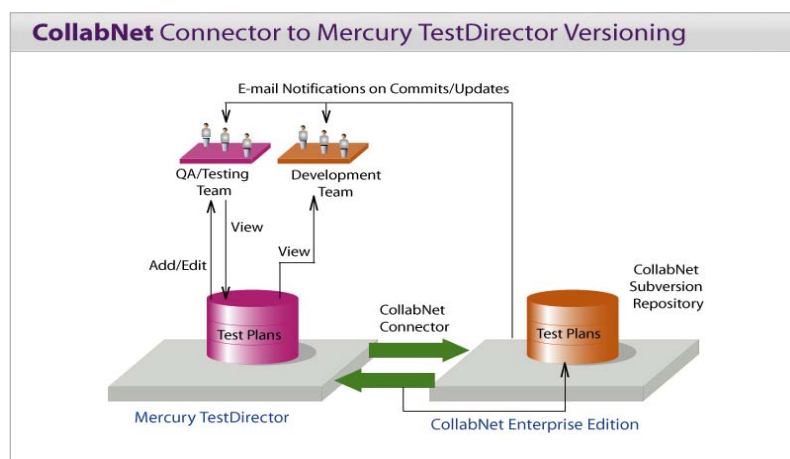 CollabNet Connector to Mercury TestDirector Versioning
E-mail Notifications on Commits/Updates
QA/Testing
Team
Development
Team
View
View
Add/Edit
CollabNet
Subversion
Repository
CollabNet
Connector
Test Plans
Test Plans
Mercury TestDirector
CollabNet Enterprise Edition